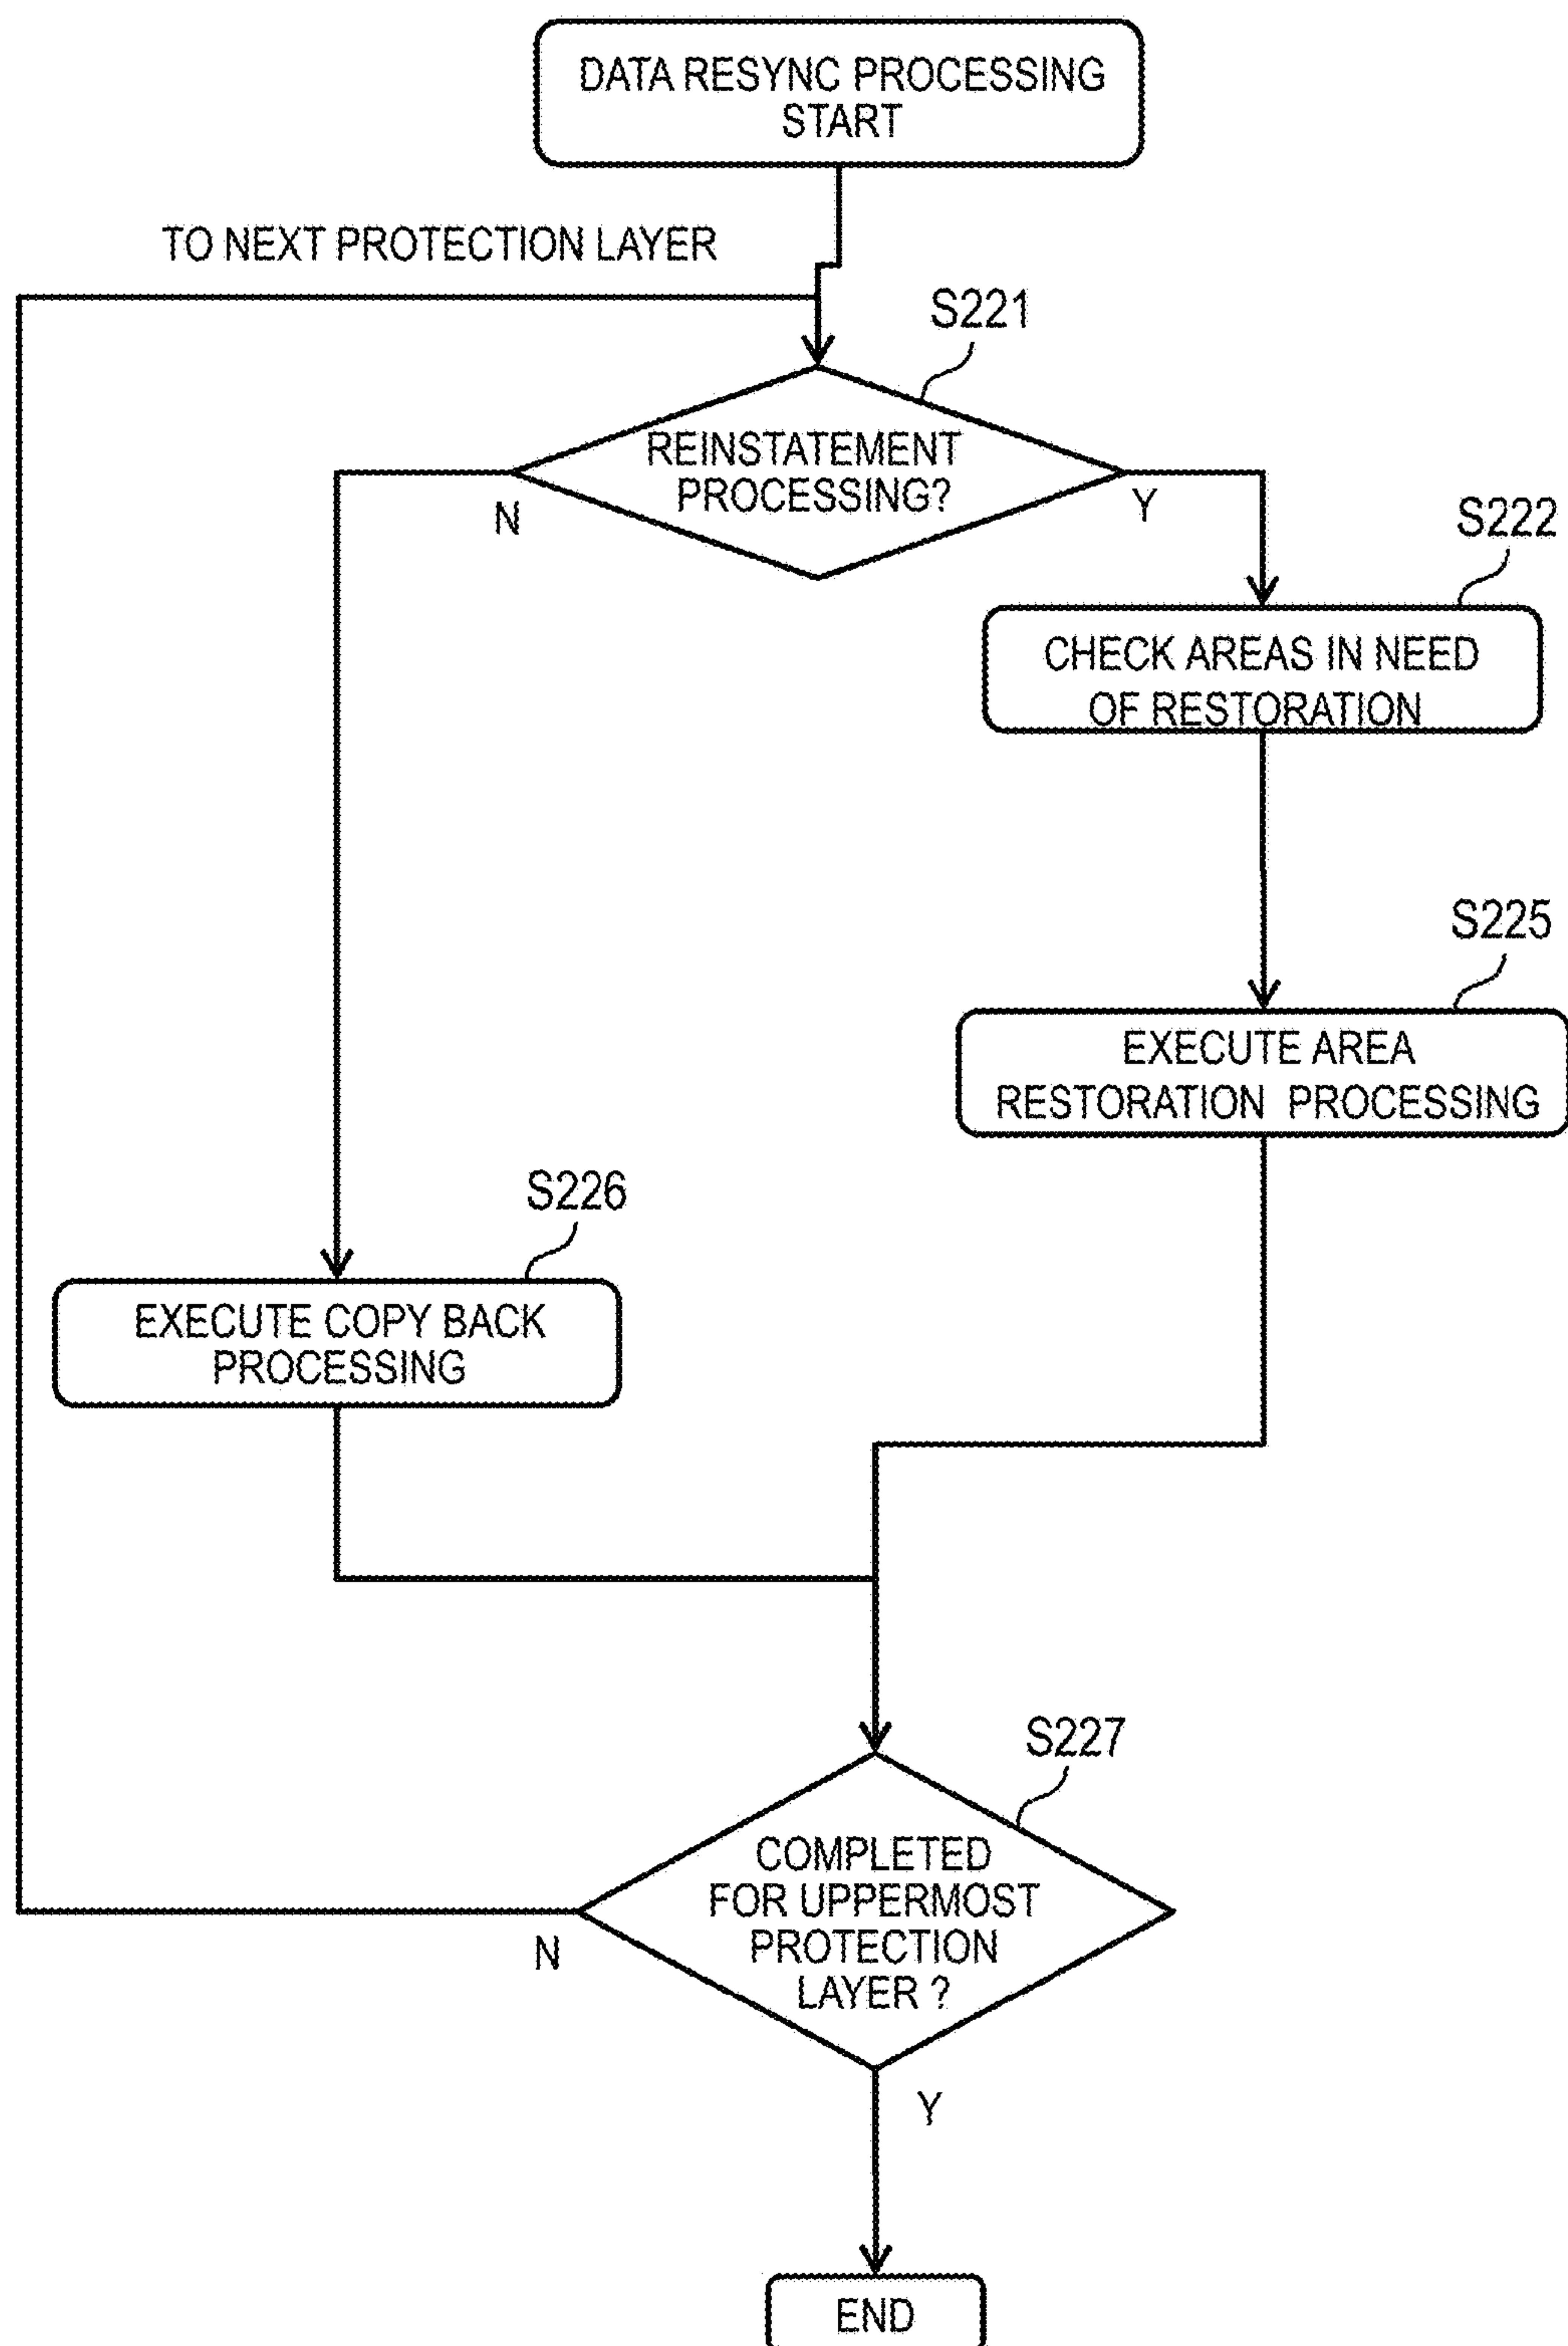 DATA RESYNC PROCESSING
START
TO NEXT PROTECTION LAYER
S221
REINSTATEMENT
PROCESSING?
N
Y
S222
CHECK AREAS IN NEED
OF RESTORATION
S225
EXECUTE AREA
RESTORATION PROCESSING
S226
EXECUTE COPY BACK
PROCESSING
S227
COMPLETED
FOR UPPERMOST
PROTECTION
LAYER ?
N
Y
END